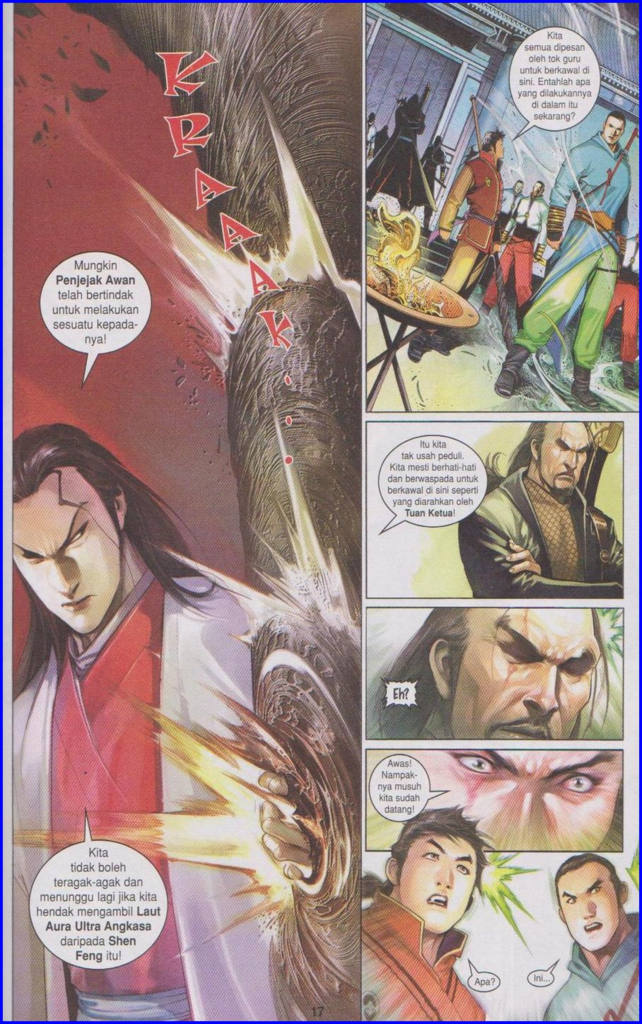 KRAAAK...
Mungkin
Penjejak Awan
telah bertindak
untuk melakukan
sesuatu kepada-
nya!
Kita
tidak boleh
teragak-agak dan
menunggu lagi jika kita
hendak mengambil Laut
Aura Ultra Angkasa
daripada Shen
Feng itu!
17
Kita
semua dipesan
oleh tok guru
untuk berkawal di
sini. Entahlah apa
yang dilakukannya
di dalam itu
sekarang?
Itu kita
tak usah peduli.
Kita mesti berhati-hati
dan berwaspada untuk
berkawal di sini seperti
yang diarahkan oleh
Tuan Ketua!
Eh?
Awas!
Nampak-
nya musuh
kita sudah
datang!
Apa?
Ini...